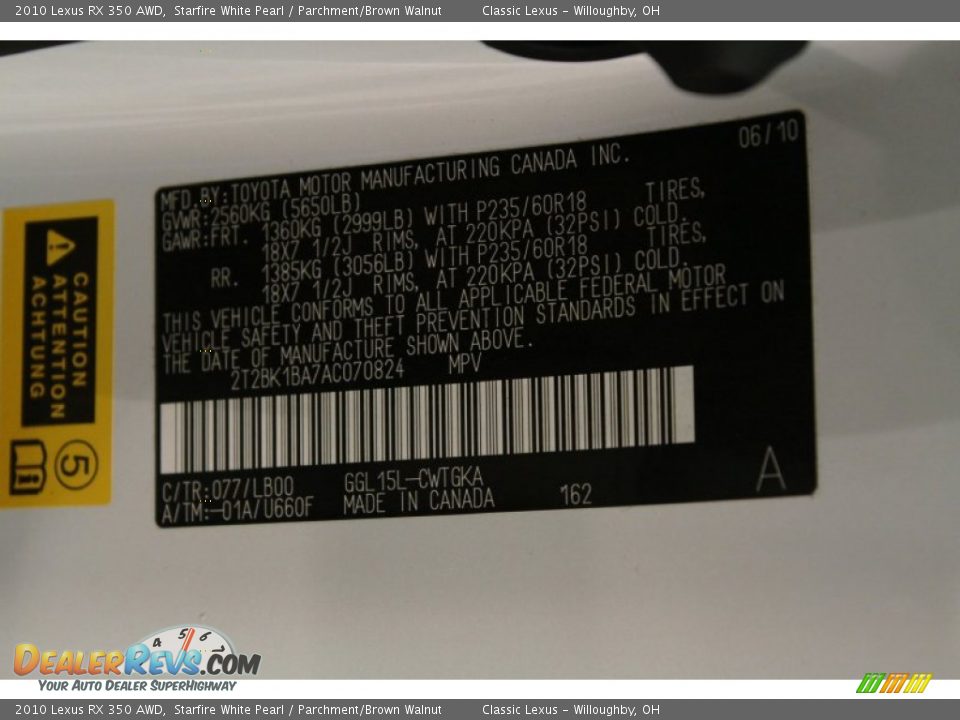 2010 Lexus RX 350 AWD, Starfire White Pearl / Parchment/Brown Walnut Classic Lexus - Willoughby, OH
06/10
MFD.BY:TOYOTA MOTOR MANUFACTURING CANADA INC.
GVWR:2560KG (5650LB)
GAWR:FRT. 1360KG (2999LB) WITH P235/60R18 TIRES,
18X7 1/2J RIMS, AT 220KPA (32PSI) COLD.
RR. 1385KG (3056LB) WITH P235/60R18 TIRES,
18X7 1/2J RIMS, AT 220KPA (32PSI) COLD.
THIS VEHICLE CONFORMS TO ALL APPLICABLE FEDERAL MOTOR
VEHICLE SAFETY AND THEFT PREVENTION STANDARDS IN EFFECT ON
THE DATE OF MANUFACTURE SHOWN ABOVE.
2T2BK1BA7AC070824 MPV
C/TR:077/LB00 GGL15L-CWTGKA
A/TM:-01A/U660F MADE IN CANADA 162
A
CAUTION
ATTENTION
ACHTUNG
5
4 5 6 7
DEALERREVS.COM
YOUR AUTO DEALER SUPERHIGHWAY
2010 Lexus RX 350 AWD, Starfire White Pearl / Parchment/Brown Walnut Classic Lexus - Willoughby, OH